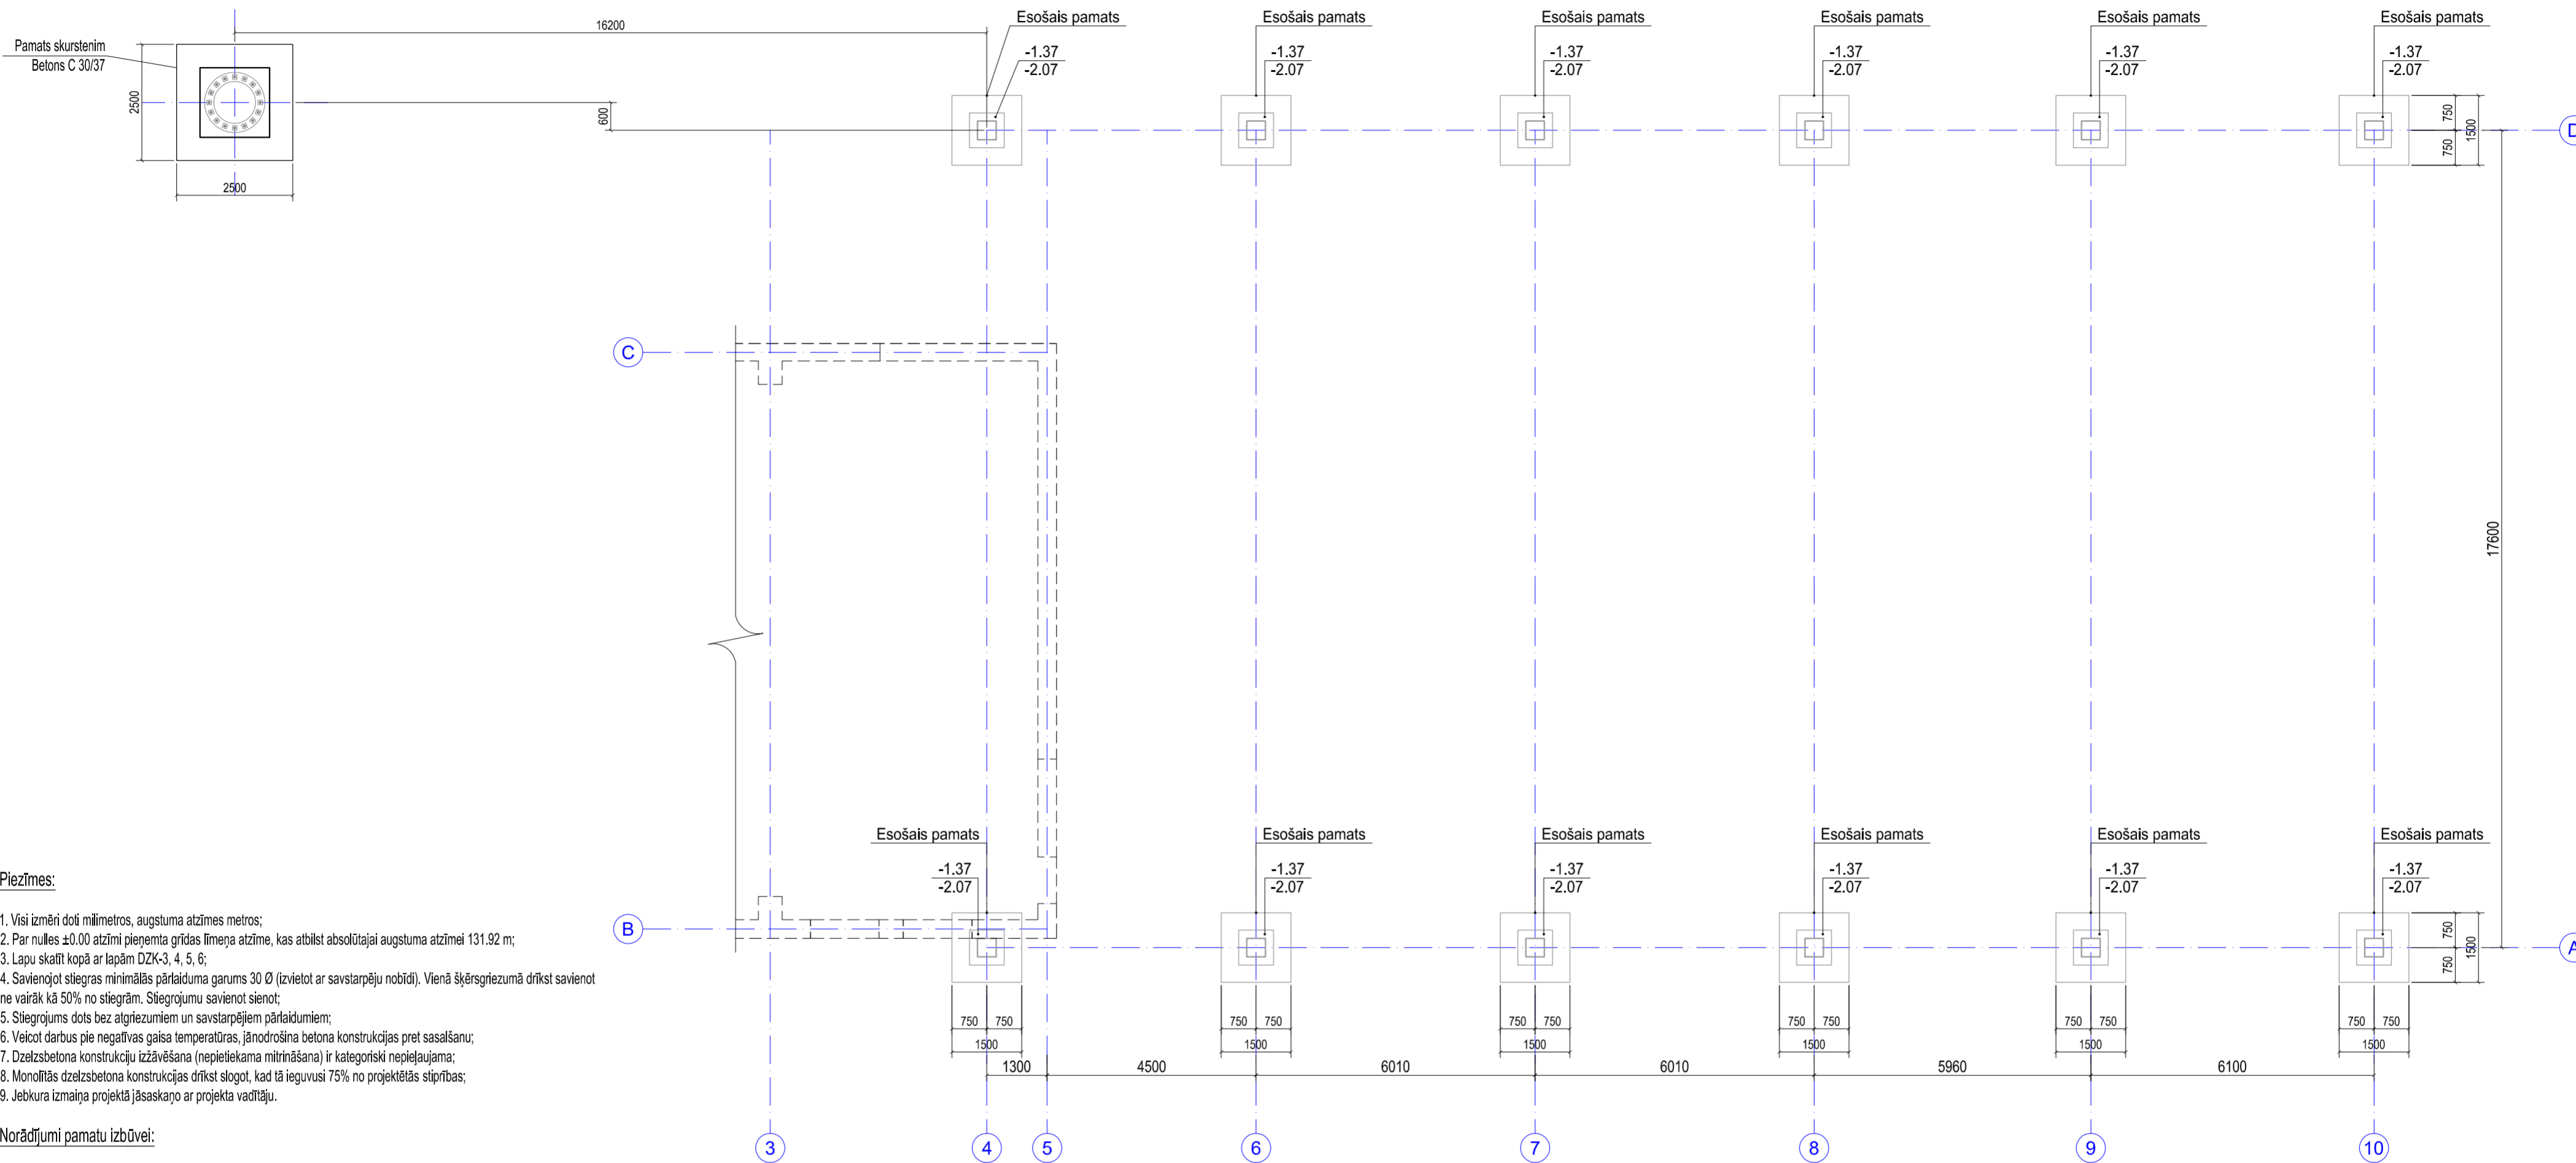 Pamats skurstenim
Betons C 30/37
2500
2500
16200
600
Esošais pamats
-1.37
-2.07
Esošais pamats
-1.37
-2.07
Esošais pamats
-1.37
-2.07
Esošais pamats
-1.37
-2.07
Esošais pamats
-1.37
-2.07
Esošais pamats
-1.37
-2.07
750
750
1500
D
C
17600
B
Esošais pamats
-1.37
-2.07
Esošais pamats
-1.37
-2.07
Esošais pamats
-1.37
-2.07
Esošais pamats
-1.37
-2.07
Esošais pamats
-1.37
-2.07
Esošais pamats
-1.37
-2.07
750
750
1500
A
750 750
1500
750 750
1500
750 750
1500
750 750
1500
750 750
1500
750 750
1500
1300 4500 6010 6010 5960 6100
3 4 5 6 7 8 9 10
Piezīmes:
1. Visi izmēri doti milimetros, augstuma atzīmes metros;
2. Par nulles ±0.00 atzīmi pieņemta grīdas līmeņa atzīme, kas atbilst absolūtajai augstuma atzīmei 131.92 m;
3. Lapu skatīt kopā ar lapām DZK-3, 4, 5, 6;
4. Savienojot stiegras minimālās pārlaiduma garums 30 Ø (izvietot ar savstarpēju nobīdi). Vienā šķērsgriezumā drīkst savienot
ne vairāk kā 50% no stiegrām. Stiegrojumu savienot sienot;
5. Stiegrojums dots bez atgriezumiem un savstarpējiem pārlaidumiem;
6. Veicot darbus pie negatīvas gaisa temperatūras, jānodrošina betona konstrukcijas pret sasalšanu;
7. Dzelzsbetona konstrukciju izžāvēšana (nepietiekama mitrināšana) ir kategoriski nepieļaujama;
8. Monolītās dzelzsbetona konstrukcijas drīkst slogot, kad tā ieguvusi 75% no projektētās stiprības;
9. Jebkura izmaiņa projektā jāsaskaņo ar projekta vadītāju.
Norādījumi pamatu izbūvei: